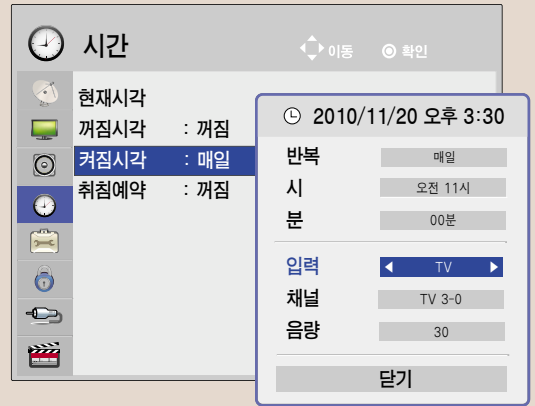 시간
이동 ◉ 확인
현재시각
꺼짐시각 : 꺼짐
켜짐시각 : 매일
취침예약 : 꺼짐
2010/11/20 오후 3:30
반복 매일
시 오전 11시
분 00분
입력 ◀ TV ▶
채널 TV 3-0
음량 30
닫기